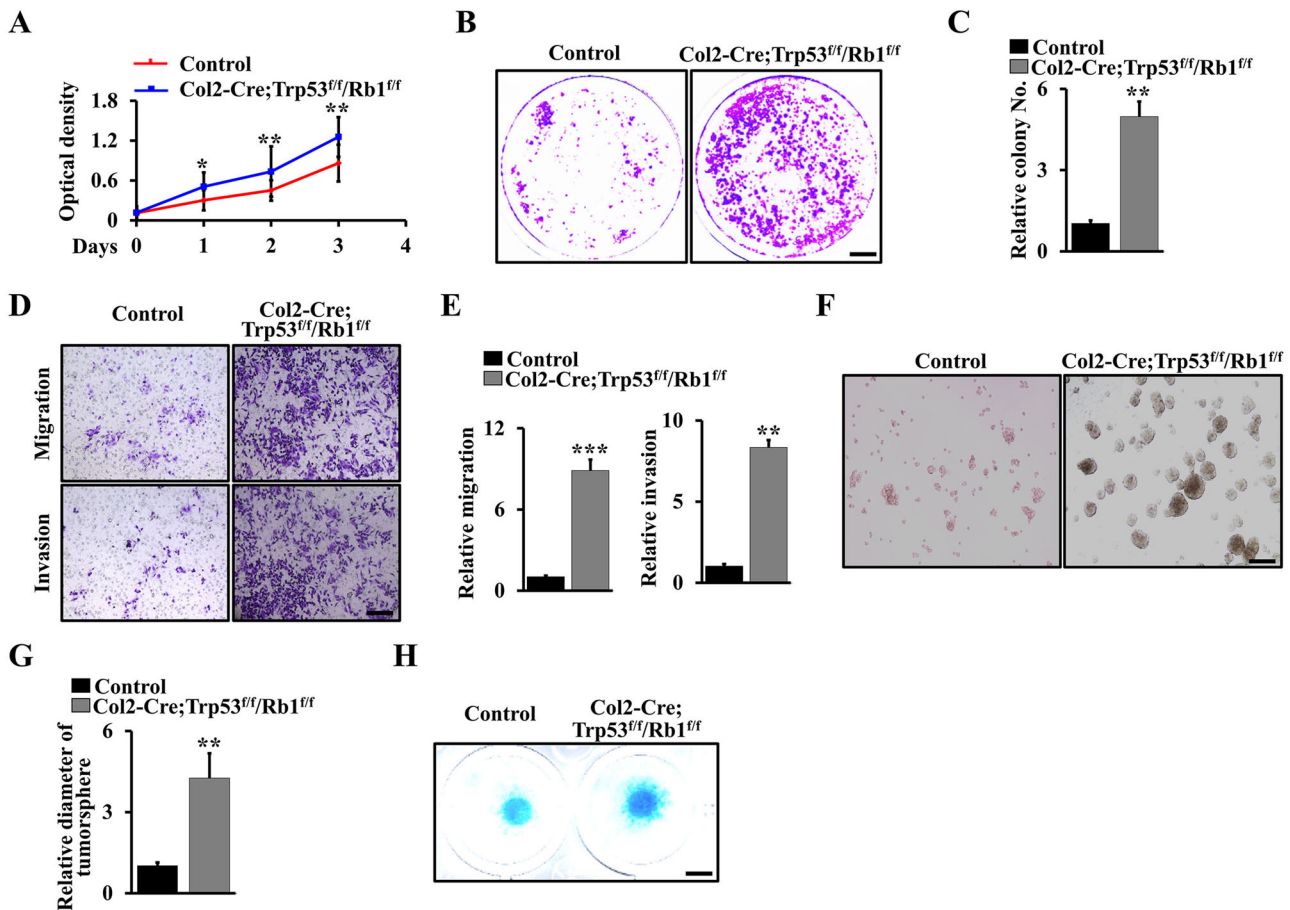 A
Control
Col2-Cre;Trp53f/f/Rb1f/f
Optical density
1.8
1.2
0.6
0
*
**
**
Days
0
1
2
3
4
B
Control
Col2-Cre;Trp53f/f/Rb1f/f
C
Control
Col2-Cre;Trp53f/f/Rb1f/f
Relative colony No.
6
3
0
**
D
Control
Col2-Cre;
Trp53f/f/Rb1f/f
Migration
Invasion
E
Control
Col2-Cre;Trp53f/f/Rb1f/f
Relative migration
12
6
0
***
Relative invasion
10
5
0
**
F
Control
Col2-Cre;Trp53f/f/Rb1f/f
G
Control
Col2-Cre;Trp53f/f/Rb1f/f
Relative diameter of
tumorsphere
6
3
0
**
H
Control
Col2-Cre;
Trp53f/f/Rb1f/f